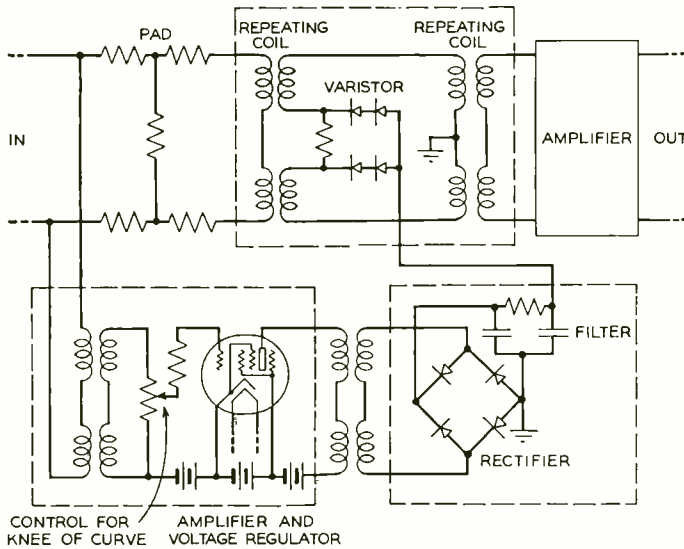 PAD
REPEATING
COIL
REPEATING
COIL
VARISTOR
IN
AMPLIFIER
OUT
FILTER
RECTIFIER
CONTROL FOR
KNEE OF CURVE
AMPLIFIER AND
VOLTAGE REGULATOR